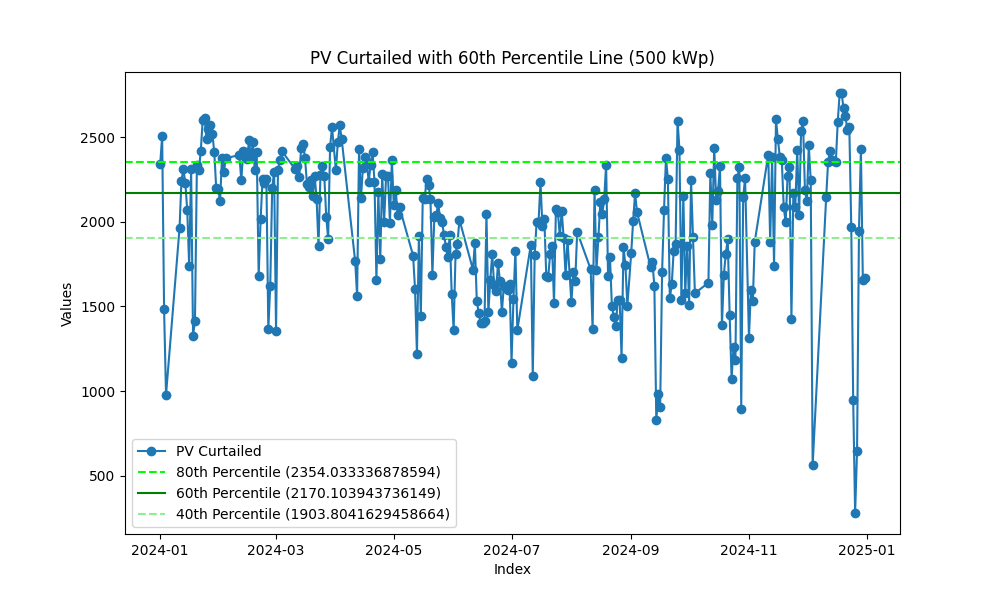 PV Curtailed with 60th Percentile Line (500 kWp)
Values
2500
2000
1500
1000
500
PV Curtailed
80th Percentile (2354.033336878594)
60th Percentile (2170.103943736149)
40th Percentile (1903.8041629458664)
2024-01
2024-03
2024-05
2024-07
2024-09
2024-11
2025-01
Index